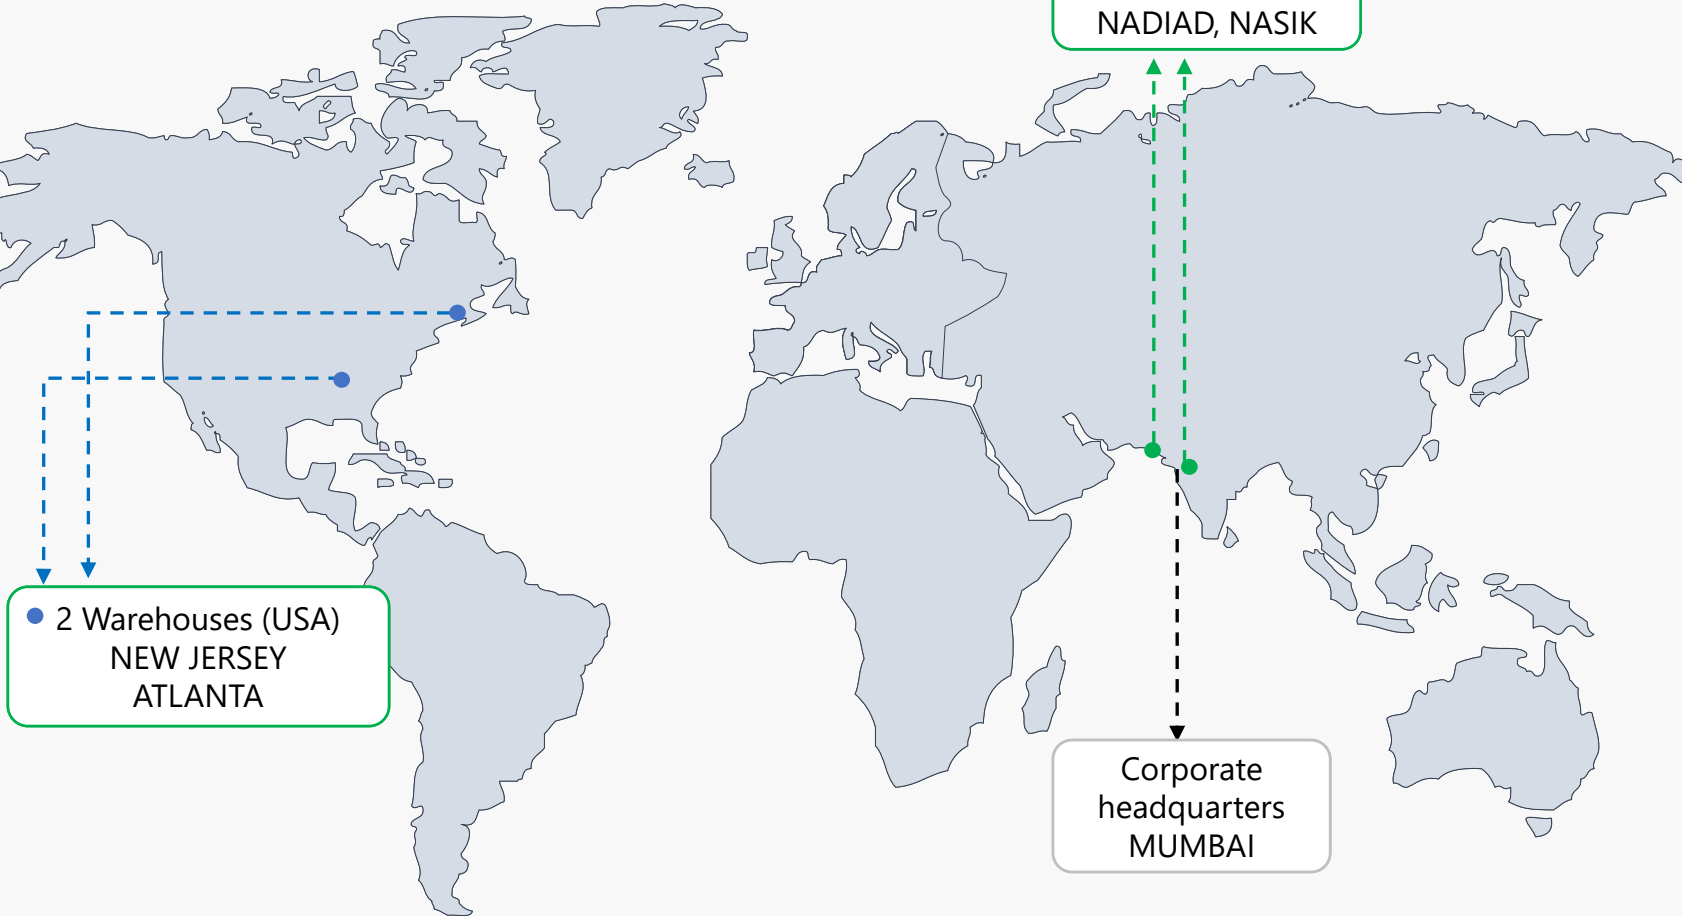 NADIAD, NASIK
2 Warehouses (USA)
NEW JERSEY
ATLANTA
Corporate
headquarters
MUMBAI